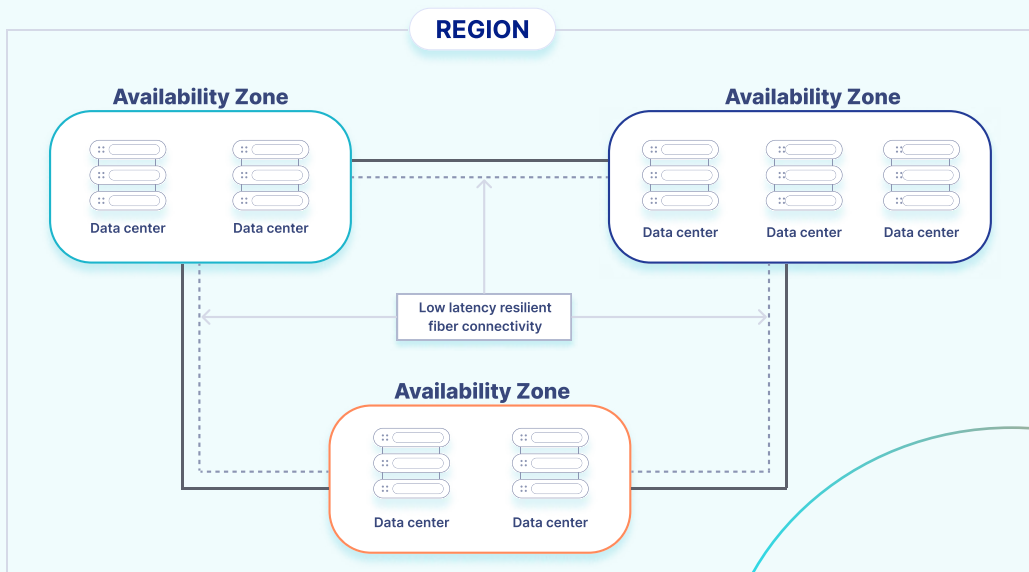 REGION
Availability Zone
Data center
Data center
Availability Zone
Data center
Data center
Data center
Low latency resilient
fiber connectivity
Availability Zone
Data center
Data center